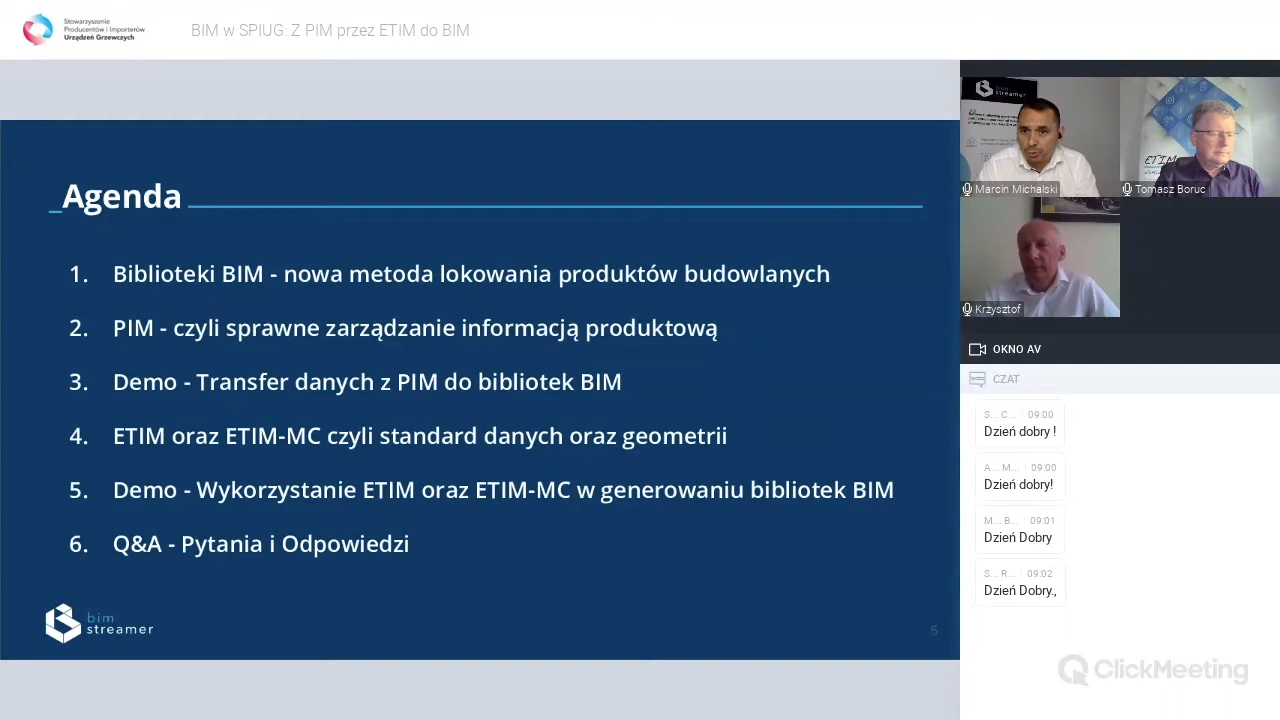 Stowarzyszenie
Producentów i Importerów
Urządzeń Grzewczych
BIM w SPIUG: Z PIM przez ETIM do BIM
Agenda
1. Biblioteki BIM - nowa metoda lokowania produktów budowlanych
2. PIM - czyli sprawne zarządzanie informacją produktową
3. Demo - Transfer danych z PIM do bibliotek BIM
4. ETIM oraz ETIM-MC czyli standard danych oraz geometrii
5. Demo - Wykorzystanie ETIM oraz ETIM-MC w generowaniu bibliotek BIM
6. Q&A - Pytania i Odpowiedzi
bim
streamer
5
bim
streamer
Marcin Michalski
ETIM
Tomasz Boruc
Krzysztof
OKNO AV
CZAT
S... C... 09:00
Dzień dobry !
A... M... 09:00
Dzień dobry!
M... B... 09:01
Dzień Dobry
S... R... 09:02
Dzień Dobry.,
ClickMeeting